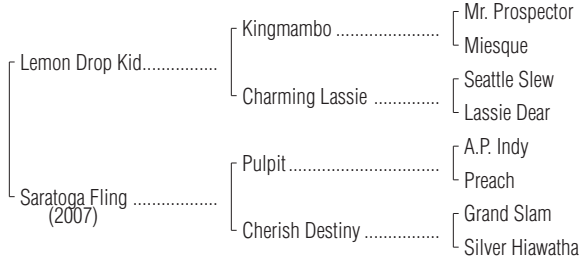 Mr. Prospector
Kingmambo ......................
Miesque
Lemon Drop Kid................
Seattle Slew
Charming Lassie ..............
Lassie Dear
A.P. Indy
Pulpit................................
Preach
Saratoga Fling .................
(2007)
Grand Slam
Cherish Destiny ................
Silver Hiawatha